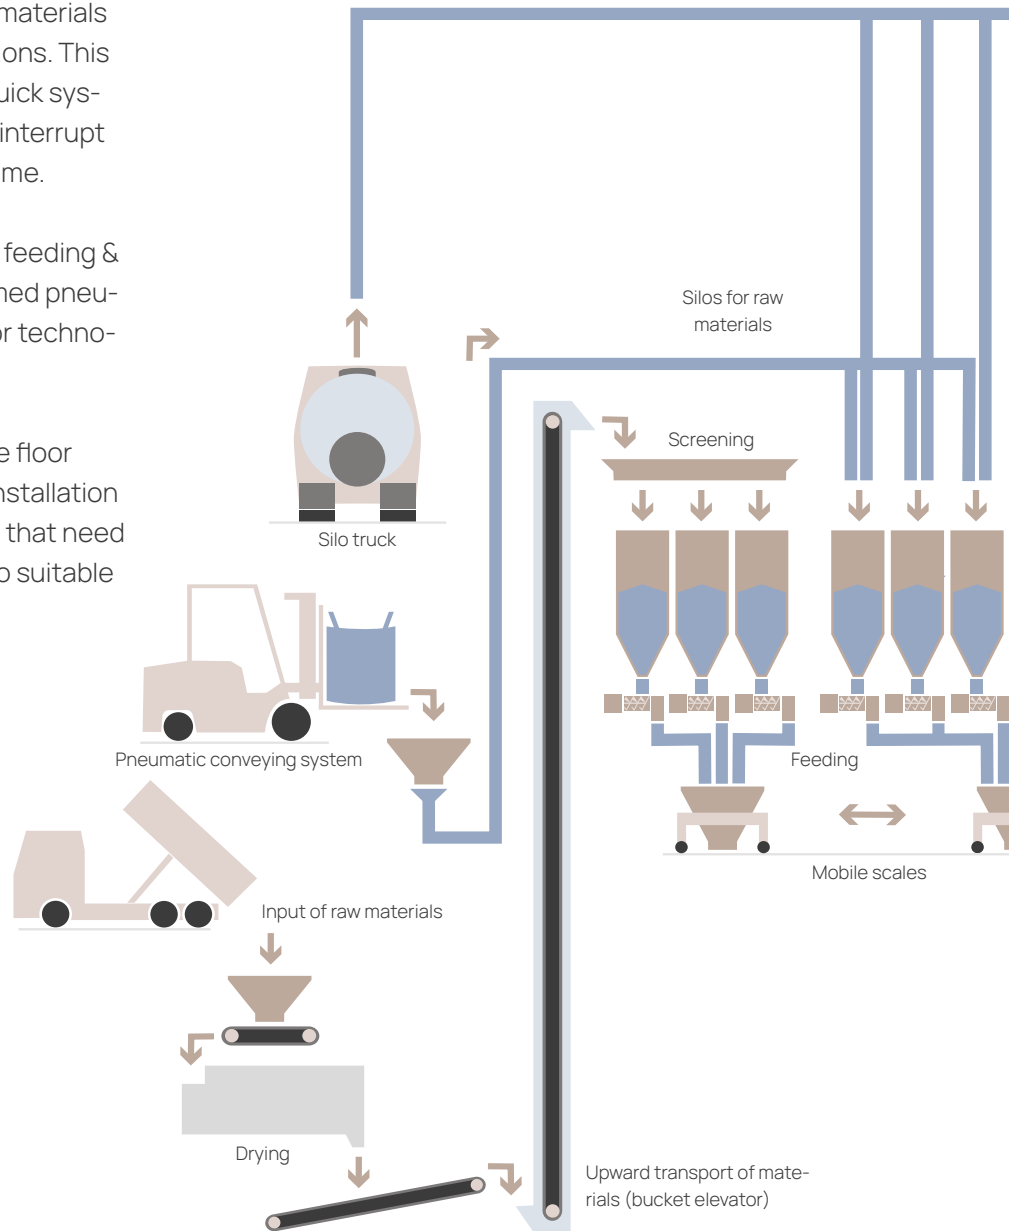 materials
ons. This
uick sys-
interrupt
me.
feeding &
ned pneu-
or techno-
e floor
nstallation
that need
o suitable
Silos for raw
materials
Screening
Silo truck
Pneumatic conveying system
Feeding
Mobile scales
Input of raw materials
Drying
Upward transport of mate-
rials (bucket elevator)